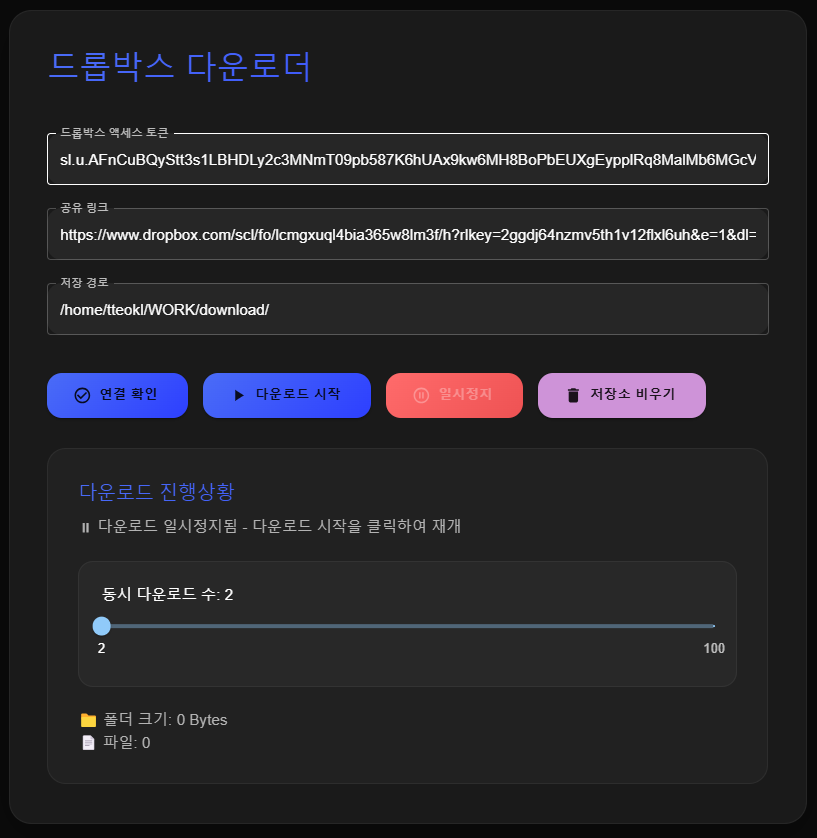 드롭박스 다운로더
드롭박스 액세스 토큰
sl.u.AFnCuBQyStt3s1LBHDLy2c3MNmT09pb587K6hUAx9kw6MH8BoPbEUXgEyppIRq8MalMb6MGcV
공유 링크
https://www.dropbox.com/scl/fo/lcmgxuql4bia365w8lm3f/h?rlkey=2ggdj64nzmv5th1v12flxl6uh&e=1&dl=
저장 경로
/home/tteokl/WORK/download/
연결 확인 다운로드 시작 일시정지 저장소 비우기
다운로드 진행상황
다운로드 일시정지됨 - 다운로드 시작을 클릭하여 재개
동시 다운로드 수: 2
2 100
폴더 크기: 0 Bytes
파일: 0